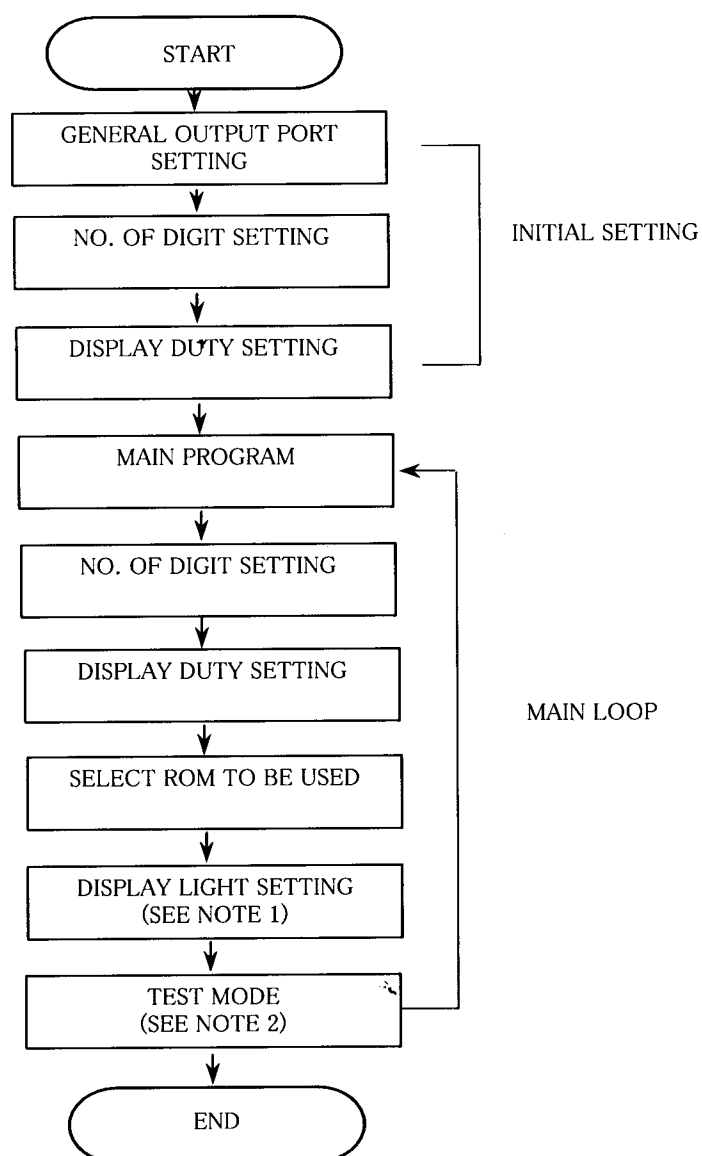 START
GENERAL OUTPUT PORT
SETTING
NO. OF DIGIT SETTING
INITIAL SETTING
DISPLAY DUTY SETTING
MAIN PROGRAM
NO. OF DIGIT SETTING
DISPLAY DUTY SETTING
MAIN LOOP
SELECT ROM TO BE USED
DISPLAY LIGHT SETTING
(SEE NOTE 1)
TEST MODE
(SEE NOTE 2)
END